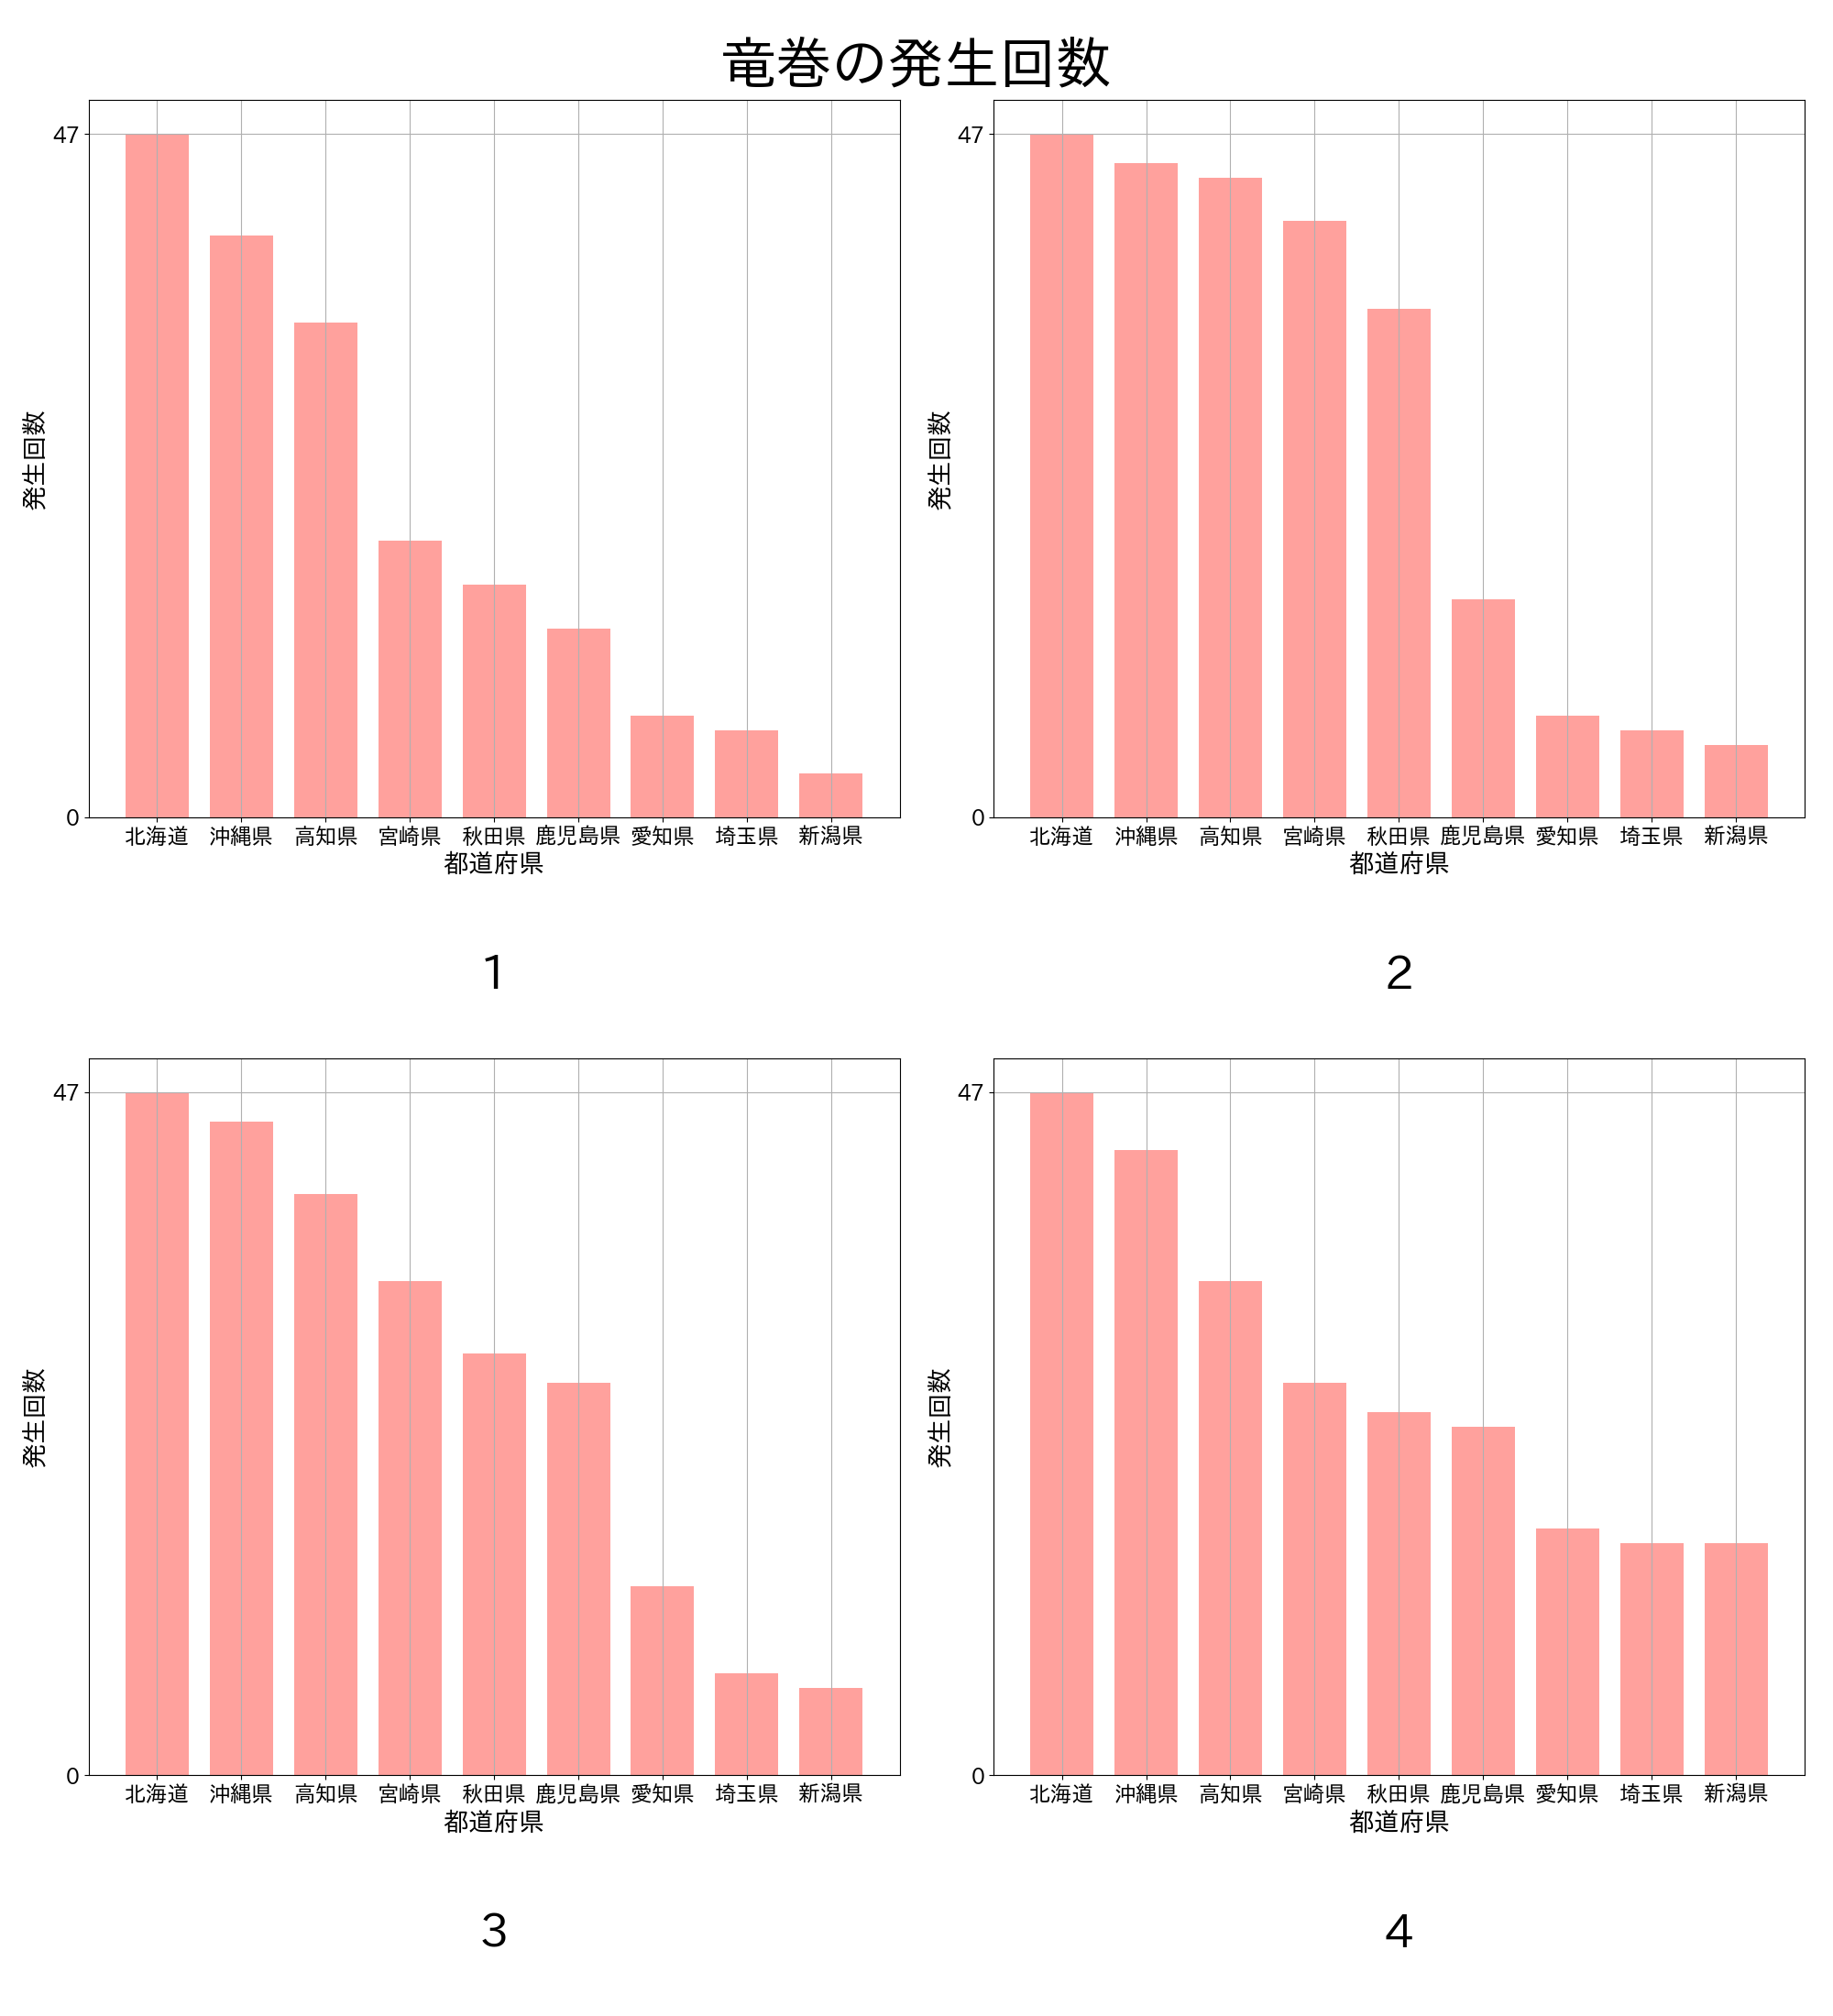 竜巻の発生回数
47
0
発生回数
北海道 沖縄県 高知県 宮崎県 秋田県 鹿児島県 愛知県 埼玉県 新潟県
都道府県
1
47
0
発生回数
北海道 沖縄県 高知県 宮崎県 秋田県 鹿児島県 愛知県 埼玉県 新潟県
都道府県
2
47
0
発生回数
北海道 沖縄県 高知県 宮崎県 秋田県 鹿児島県 愛知県 埼玉県 新潟県
都道府県
3
47
0
発生回数
北海道 沖縄県 高知県 宮崎県 秋田県 鹿児島県 愛知県 埼玉県 新潟県
都道府県
4